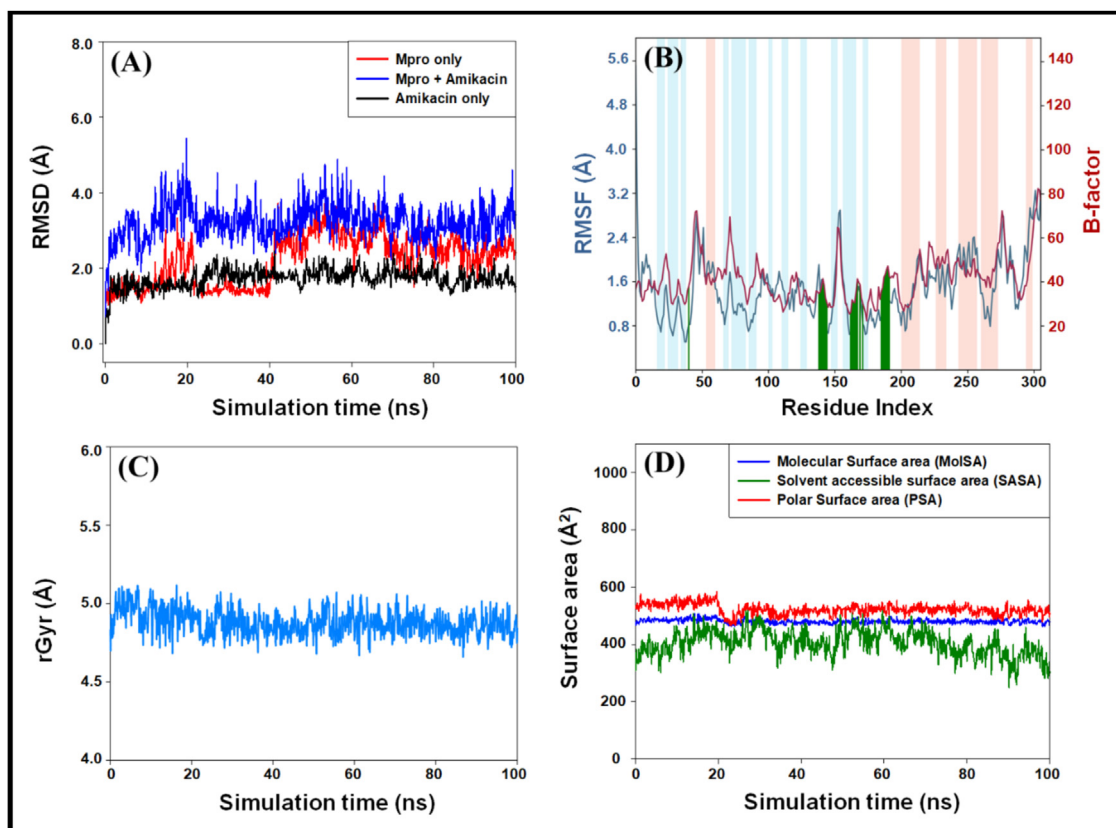 (A)
Mpro only
Mpro + Amikacin
Amikacin only
8.0
6.0
4.0
2.0
0.0
RMSD (Å)
0
20
40
60
80
100
Simulation time (ns)
(B)
5.6
4.8
4.0
3.2
2.4
1.6
0.8
RMSF (Å)
140
120
100
80
60
40
20
B-factor
0
50
100
150
200
250
300
Residue Index
(C)
6.0
5.5
5.0
4.5
4.0
rGyr (Å)
0
20
40
60
80
100
Simulation time (ns)
(D)
Molecular Surface area (MolSA)
Solvent accessible surface area (SASA)
Polar Surface area (PSA)
1000
800
600
400
200
0
Surface area (Å²)
0
20
40
60
80
100
Simulation time (ns)